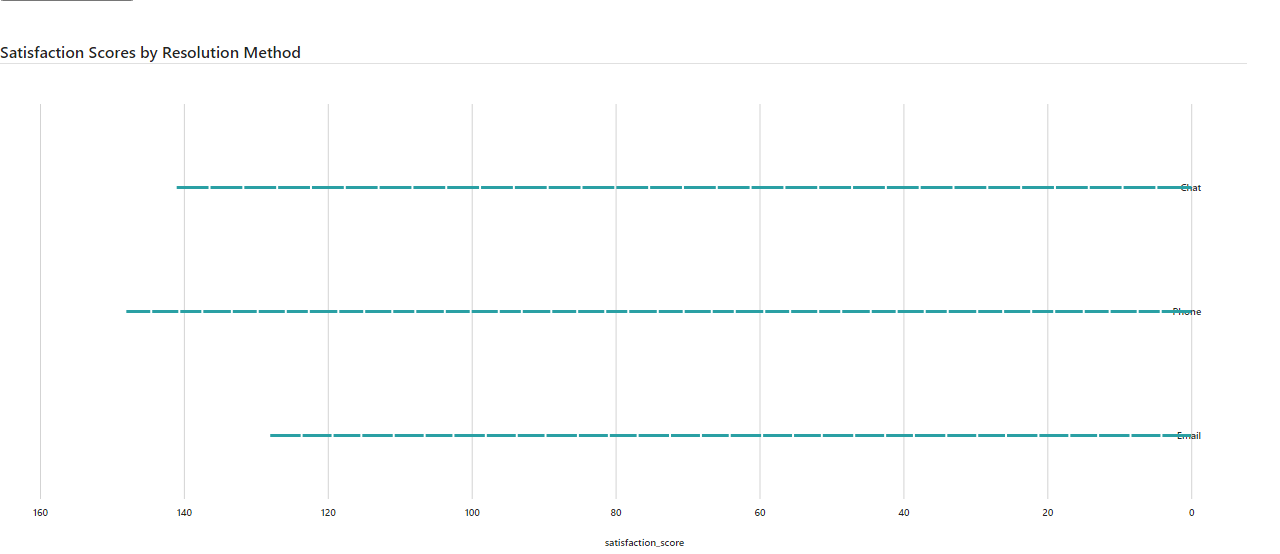 Satisfaction Scores by Resolution Method
Chat
Phone
Email
160 140 120 100 80 60 40 20 0
satisfaction_score